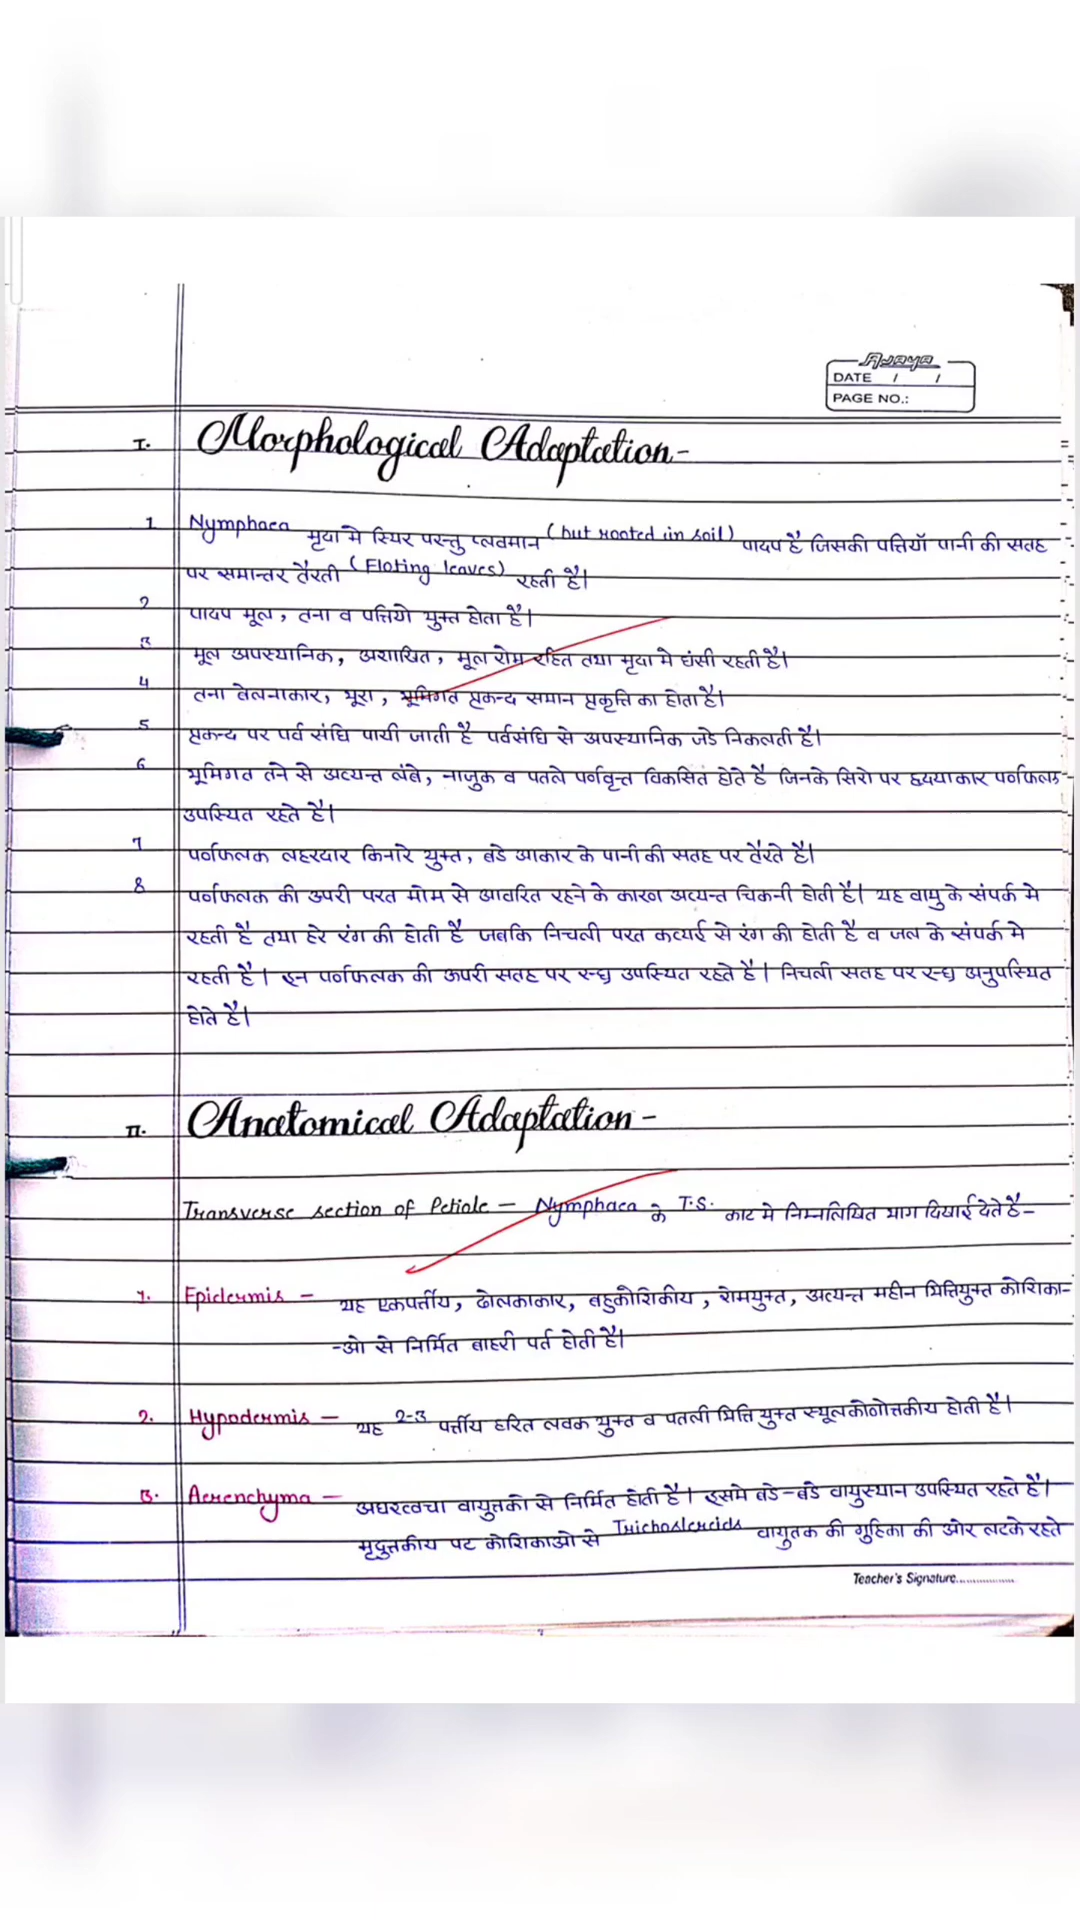 Ajaya
DATE / /
PAGE NO.:
I. Morphological Adaptation-
1 Nymphaea मृदा मे स्थिर परन्तु प्लवमान (but rooted in soil) पादप है जिसकी पत्तियाँ पानी की सतह
पर समान्तर तैरती (Floting leaves) रहती है।
2 पादप मूल, तना व पत्तियो युक्त होता है।
3 मूल अपस्थानिक, अशाखित, मूल रोम रहित तथा मृदा मे धंसी रहती है।
4 तना बेलनाकार, भूरा, भूमिगत प्रकन्द समान प्रकृति का होता है।
5 प्रकन्द पर पर्व संधि पायी जाती है पर्वसंधि से अपस्थानिक जडे निकलती है।
6 भूमिगत तने से अत्यन्त लंबे, नाजुक व पतले पर्णवृन्त विकसित होते है जिनके सिरो पर हृदयाकार पर्णफलक
उपस्थित रहते है।
7 पर्णफलक लहरदार किनारे युक्त, बडे आकार के पानी की सतह पर तैरते है।
8 पर्णफलक की उपरी परत मोम से आवरित रहने के कारण अत्यन्त चिकनी होती है। यह वायु के संपर्क मे
रहती है तथा हरे रंग की होती है जबकि निचली परत कत्थई से रंग की होती है व जल के संपर्क मे
रहती है। इन पर्णफलक की ऊपरी सतह पर रन्ध्र उपस्थित रहते है। निचली सतह पर रन्ध्र अनुपस्थित
होते है।
II. Anatomical Adaptation-
Transverse section of Petiole - Nymphaea के T.S. काट मे निम्नलिखित भाग दिखाई देते है-
1. Epidermis - यह एकपर्त्तीय, ढोलकाकार, बहुकोशिकीय, रोमयुक्त, अत्यन्त महीन भित्तियुक्त कोशिका-
-ओ से निर्मित बाहरी पर्त होती है।
2. Hypodermis - यह 2-3 पर्त्तीय हरित लवक युक्त व पतली भित्ति युक्त स्थूलकोणोत्तकीय होती है।
3. Aerenchyma - अधरत्वचा वायुतको से निर्मित होती है। इसमे बडे-बडे वायुस्थान उपस्थित रहते है।
मृदुत्तकीय पट कोशिकाओ से Trichoslereids वायुतक की गुहिका की ओर लटके रहते
Teacher's Signature..................